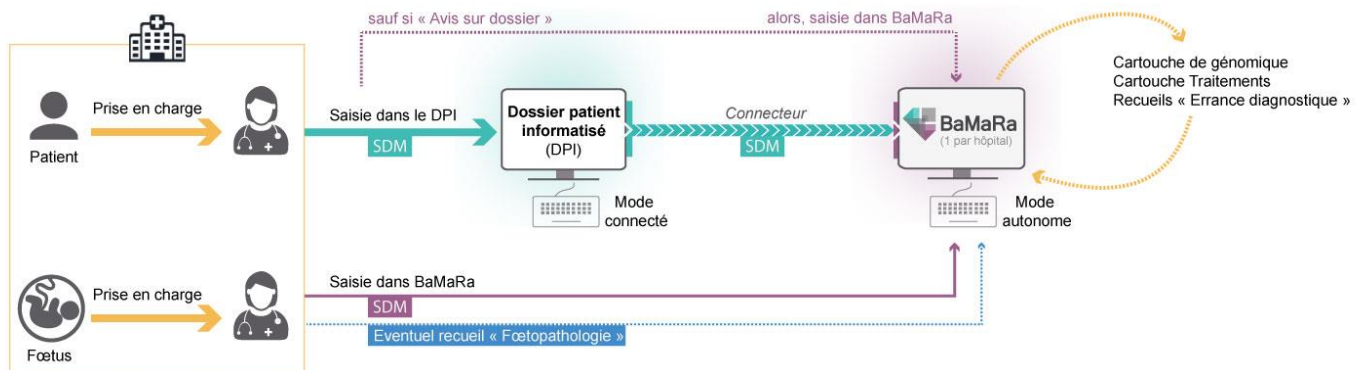 sauf si « Avis sur dossier »
alors, saisie dans BaMaRa
Cartouche de génomique
Cartouche Traitements
Recueils « Errance diagnostique »
Prise en charge
Patient
Saisie dans le DPI
SDM
Dossier patient
informatisé
(DPI)
Connecteur
SDM
BaMaRa
(1 par hôpital)
Mode
connecté
Mode
autonome
Prise en charge
Fœtus
Saisie dans BaMaRa
SDM
Eventuel recueil « Fœtopathologie »